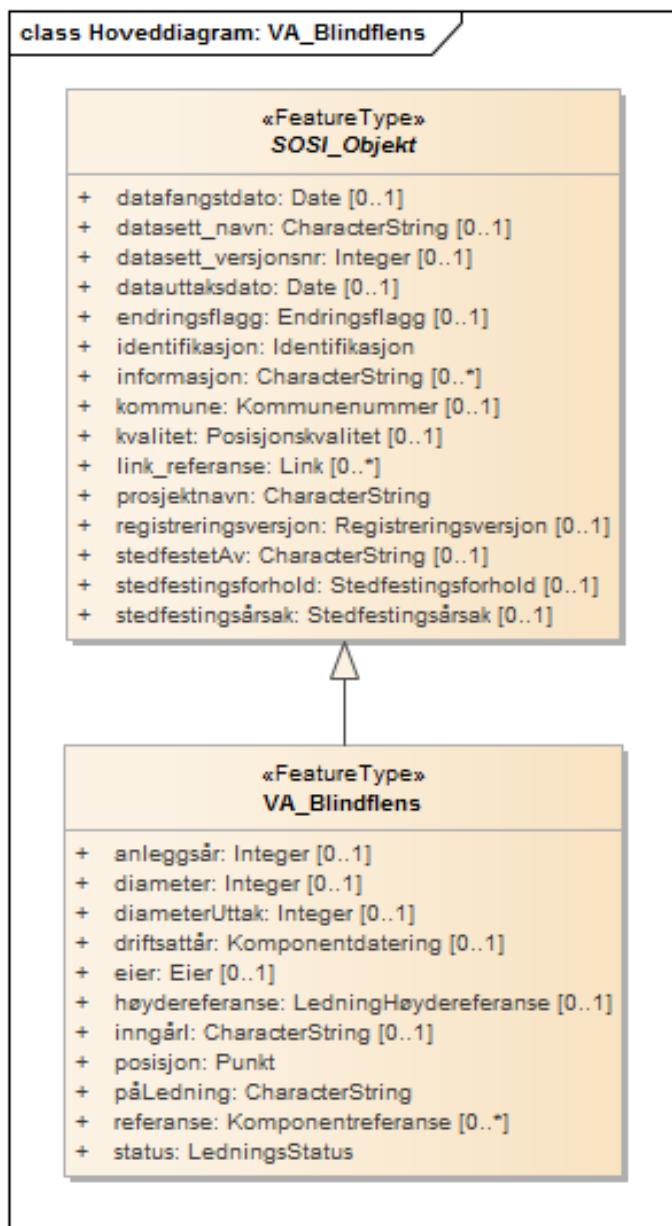 class Hoveddiagram: VA_Blindflens
«FeatureType»
SOSI_Objekt
+ datafangstdato: Date [0..1]
+ datasett_navn: CharacterString [0..1]
+ datasett_versjonsnr: Integer [0..1]
+ datauttaksdato: Date [0..1]
+ endringsflagg: Endringsflagg [0..1]
+ identifikasjon: Identifikasjon
+ informasjon: CharacterString [0..*]
+ kommune: Kommunenummer [0..1]
+ kvalitet: Posisjonskvalitet [0..1]
+ link_referanse: Link [0..*]
+ prosjektnavn: CharacterString
+ registreringsversjon: Registreringsversjon [0..1]
+ stedfestetAv: CharacterString [0..1]
+ stedfestingsforhold: Stedfestingsforhold [0..1]
+ stedfestingsårsak: Stedfestingsårsak [0..1]
«FeatureType»
VA_Blindflens
+ anleggsår: Integer [0..1]
+ diameter: Integer [0..1]
+ diameterUttak: Integer [0..1]
+ driftsattår: Komponentdatering [0..1]
+ eier: Eier [0..1]
+ høydereferanse: LedningHøydereferanse [0..1]
+ inngårI: CharacterString [0..1]
+ posisjon: Punkt
+ påLedning: CharacterString
+ referanse: Komponentreferanse [0..*]
+ status: LedningsStatus